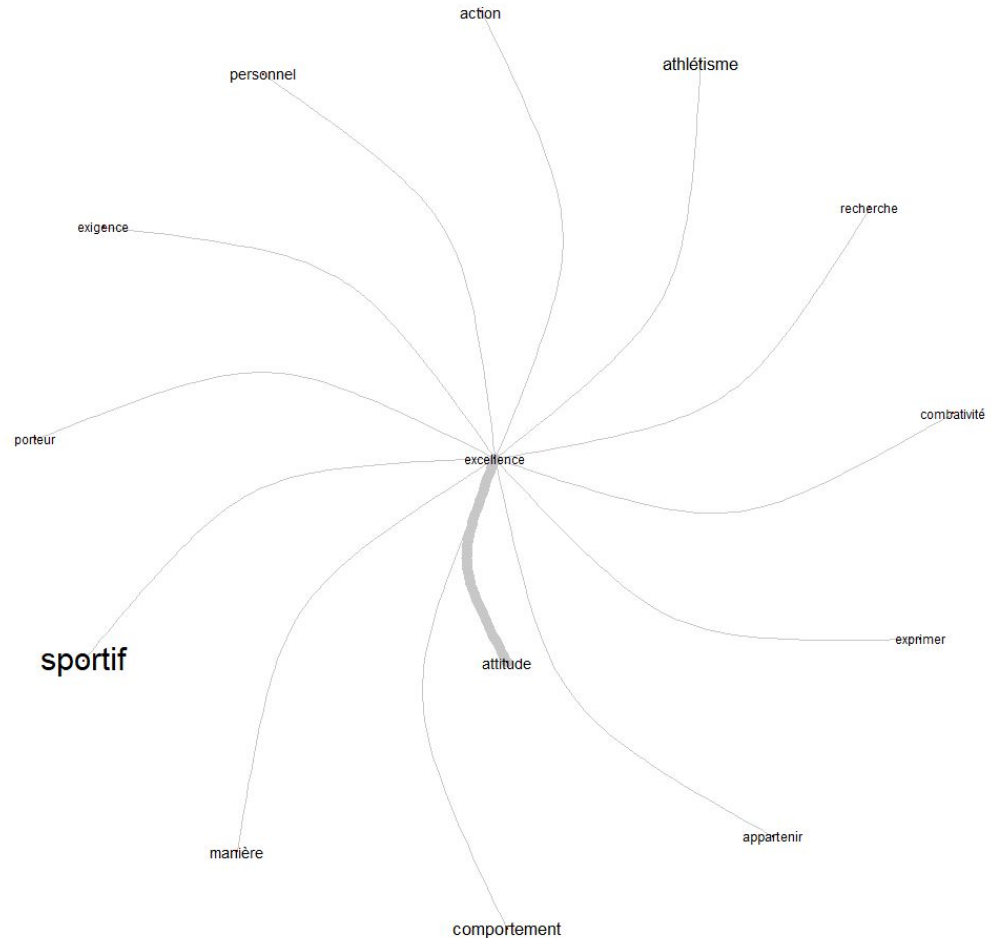 action
athlétisme
personnel
recherche
exigence
combativité
porteur
excellence
exprimer
sportif
attitude
appartenir
manière
comportement